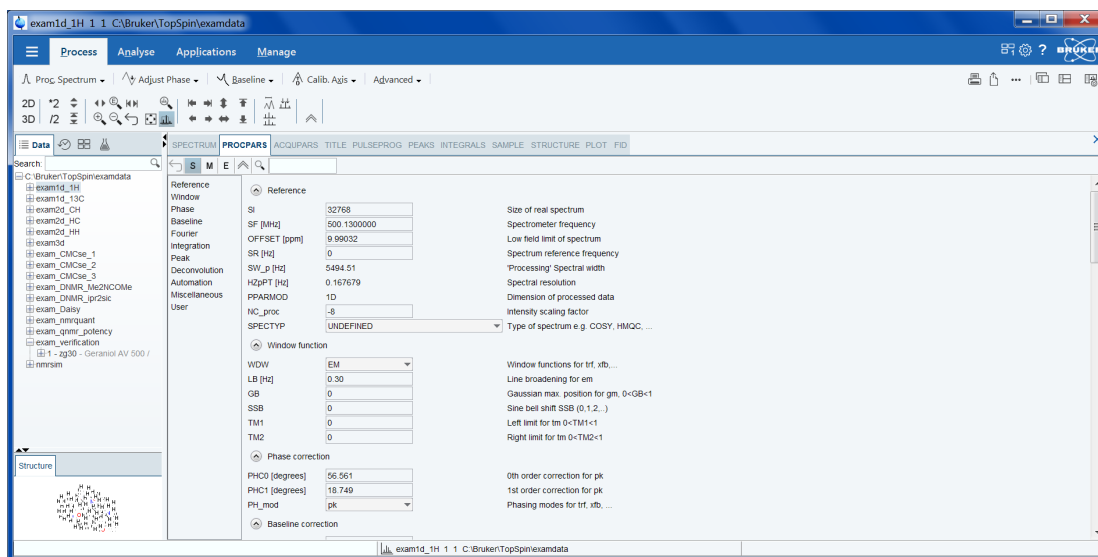 exam1d_1H 1 1 C:\Bruker\TopSpin\examdata
Process Analyse Applications Manage
? BRUKER
Proc. Spectrum Adjust Phase Baseline Calib. Axis Advanced
...
2D *2
3D /2
Data
SPECTRUM PROCPARS ACQUPARS TITLE PULSEPROG PEAKS INTEGRALS SAMPLE STRUCTURE PLOT FID
Search:
S M E
C:\Bruker\TopSpin\examdata
exam1d_1H
exam1d_13C
exam2d_CH
exam2d_HC
exam2d_HH
exam3d
exam_CMCse_1
exam_CMCse_2
exam_CMCse_3
exam_DNMR_Me2NCOMe
exam_DNMR_ipr2sic
exam_Daisy
exam_nmrquant
exam_qnmr_potency
exam_verification
1 - zg30 - Geraniol AV 500 /
nmrsim
Structure
Reference
Window
Phase
Baseline
Fourier
Integration
Peak
Deconvolution
Automation
Miscellaneous
User
Reference
SI 32768 Size of real spectrum
SF [MHz] 500.1300000 Spectrometer frequency
OFFSET [ppm] 9.99032 Low field limit of spectrum
SR [Hz] 0 Spectrum reference frequency
SW_p [Hz] 5494.51 'Processing' Spectral width
HZpPT [Hz] 0.167679 Spectral resolution
PPARMOD 1D Dimension of processed data
NC_proc -8 Intensity scaling factor
SPECTYP UNDEFINED Type of spectrum e.g. COSY, HMQC, ...
Window function
WDW EM Window functions for trf, xfb,...
LB [Hz] 0.30 Line broadening for em
GB 0 Gaussian max. position for gm, 0<GB<1
SSB 0 Sine bell shift SSB (0,1,2,..)
TM1 0 Left limit for tm 0<TM1<1
TM2 0 Right limit for tm 0<TM2<1
Phase correction
PHC0 [degrees] 56.561 0th order correction for pk
PHC1 [degrees] 18.749 1st order correction for pk
PH_mod pk Phasing modes for trf, xfb, ...
Baseline correction
exam1d_1H 1 1 C:\Bruker\TopSpin\examdata